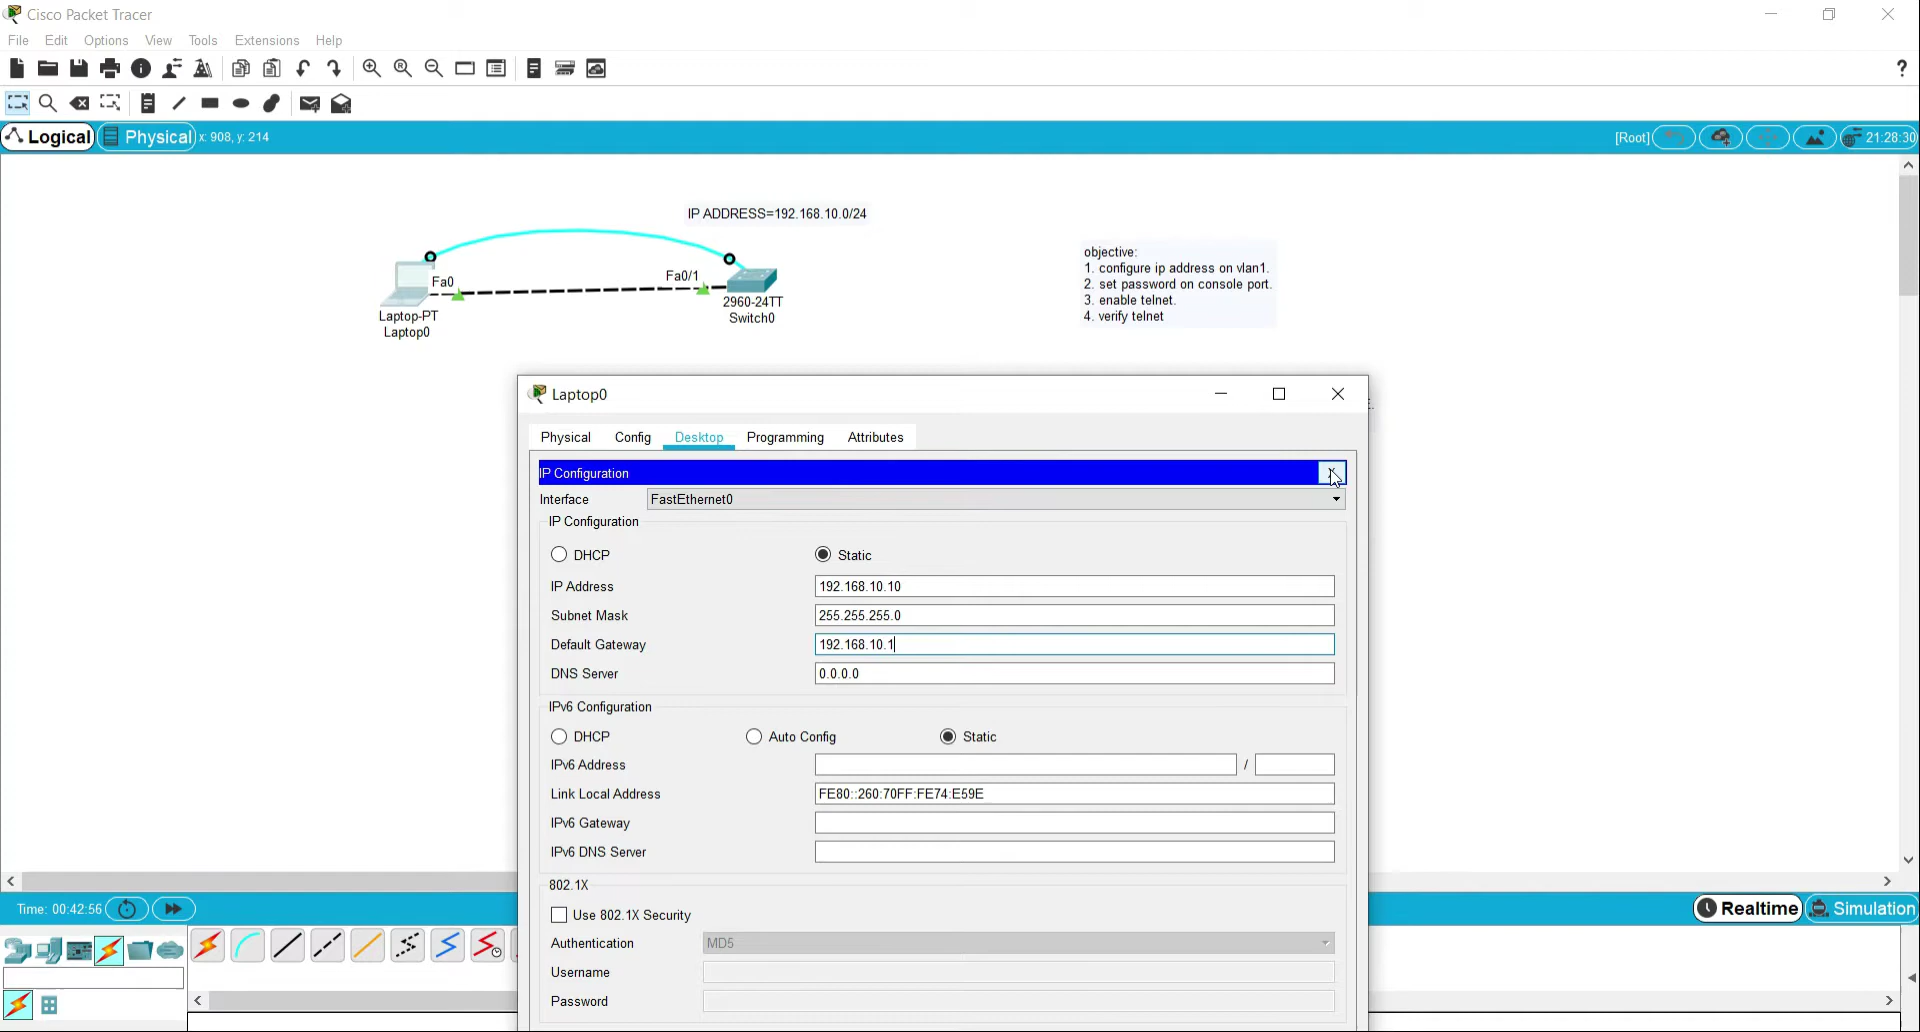 Cisco Packet Tracer
File Edit Options View Tools Extensions Help
?
Logical Physical x: 908, y: 214 [Root] 21:28:30
IP ADDRESS=192.168.10.0/24
Fa0 Fa0/1
Laptop-PT
Laptop0
2960-24TT
Switch0
objective:
1. configure ip address on vlan1.
2. set password on console port.
3. enable telnet.
4. verify telnet
Laptop0
Physical Config Desktop Programming Attributes
IP Configuration
Interface FastEthernet0
IP Configuration
DHCP Static
IP Address 192.168.10.10
Subnet Mask 255.255.255.0
Default Gateway 192.168.10.1
DNS Server 0.0.0.0
IPv6 Configuration
DHCP Auto Config Static
IPv6 Address /
Link Local Address FE80::260:70FF:FE74:E59E
IPv6 Gateway
IPv6 DNS Server
802.1X
Use 802.1X Security
Authentication MD5
Username
Password
Time: 00:42:56 Realtime Simulation